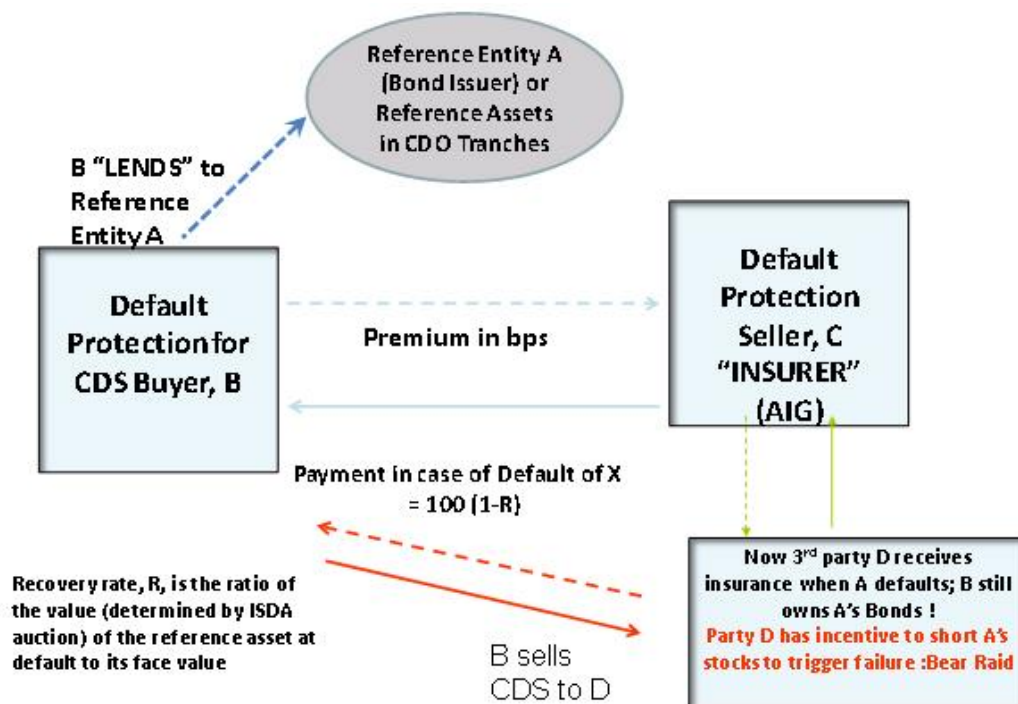 Reference Entity A
(Bond Issuer) or
Reference Assets
in CDO Tranches
B “LENDS” to
Reference
Entity A
Default
Protection for
CDS Buyer, B
Premium in bps
Default
Protection
Seller, C
“INSURER”
(AIG)
Payment in case of Default of X
= 100 (1-R)
Recovery rate, R, is the ratio of
the value (determined by ISDA
auction) of the reference asset at
default to its face value
B sells
CDS to D
Now 3rd party D receives
insurance when A defaults; B still
owns A’s Bonds !
Party D has incentive to short A’s
stocks to trigger failure :Bear Raid